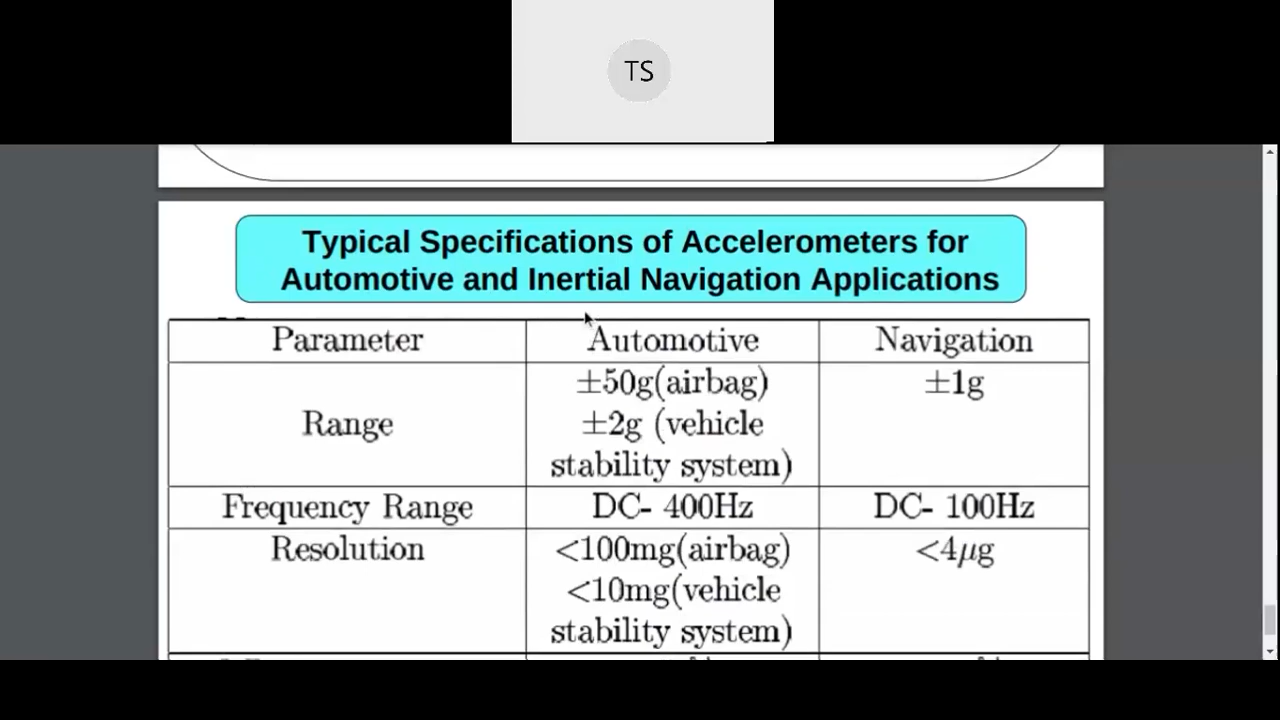 TS
Typical Specifications of Accelerometers for
Automotive and Inertial Navigation Applications
Parameter Automotive Navigation
±50g(airbag) ±1g
Range ±2g (vehicle
stability system)
Frequency Range DC- 400Hz DC- 100Hz
Resolution <100mg(airbag) <4µg
<10mg(vehicle
stability system)